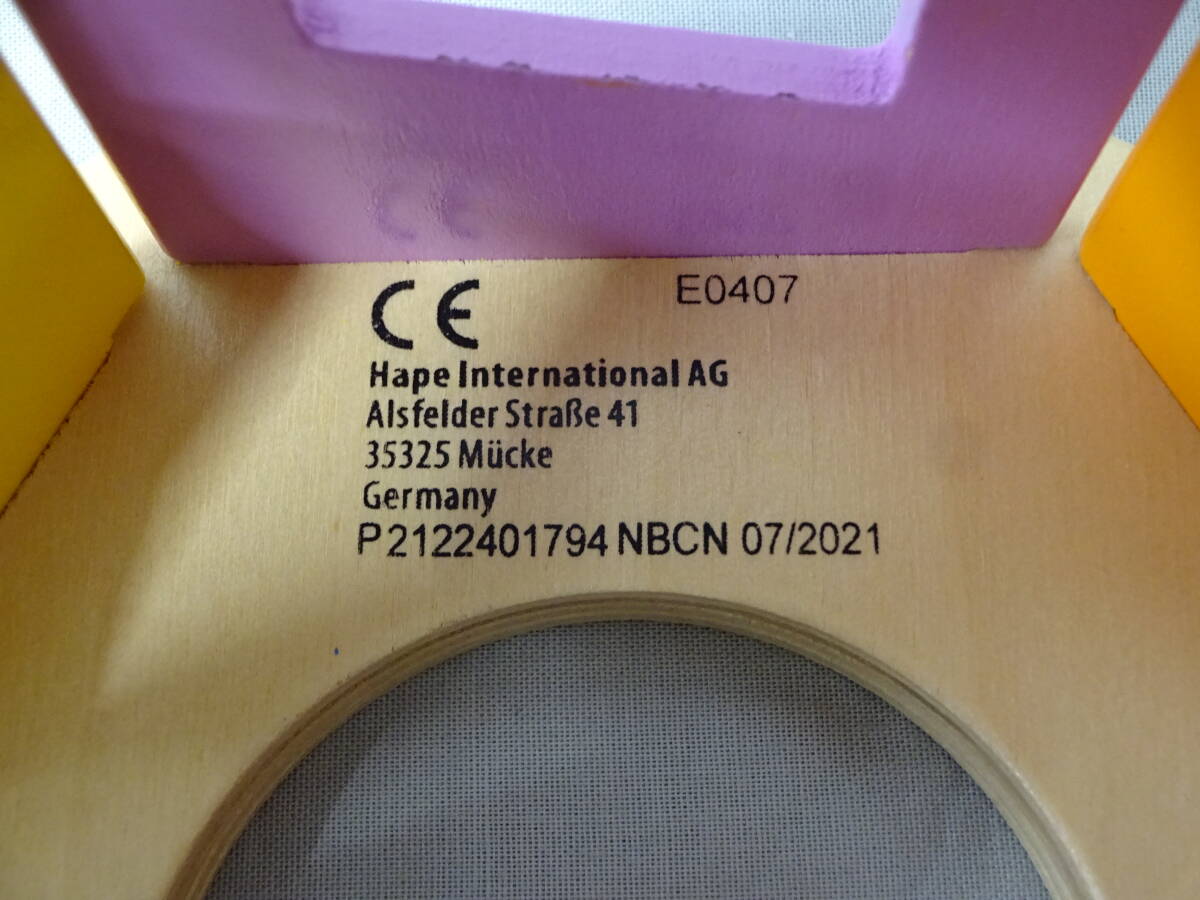 CE E0407
Hape International AG
Alsfelder Straße 41
35325 Mücke
Germany
P2122401794 NBCN 07/2021